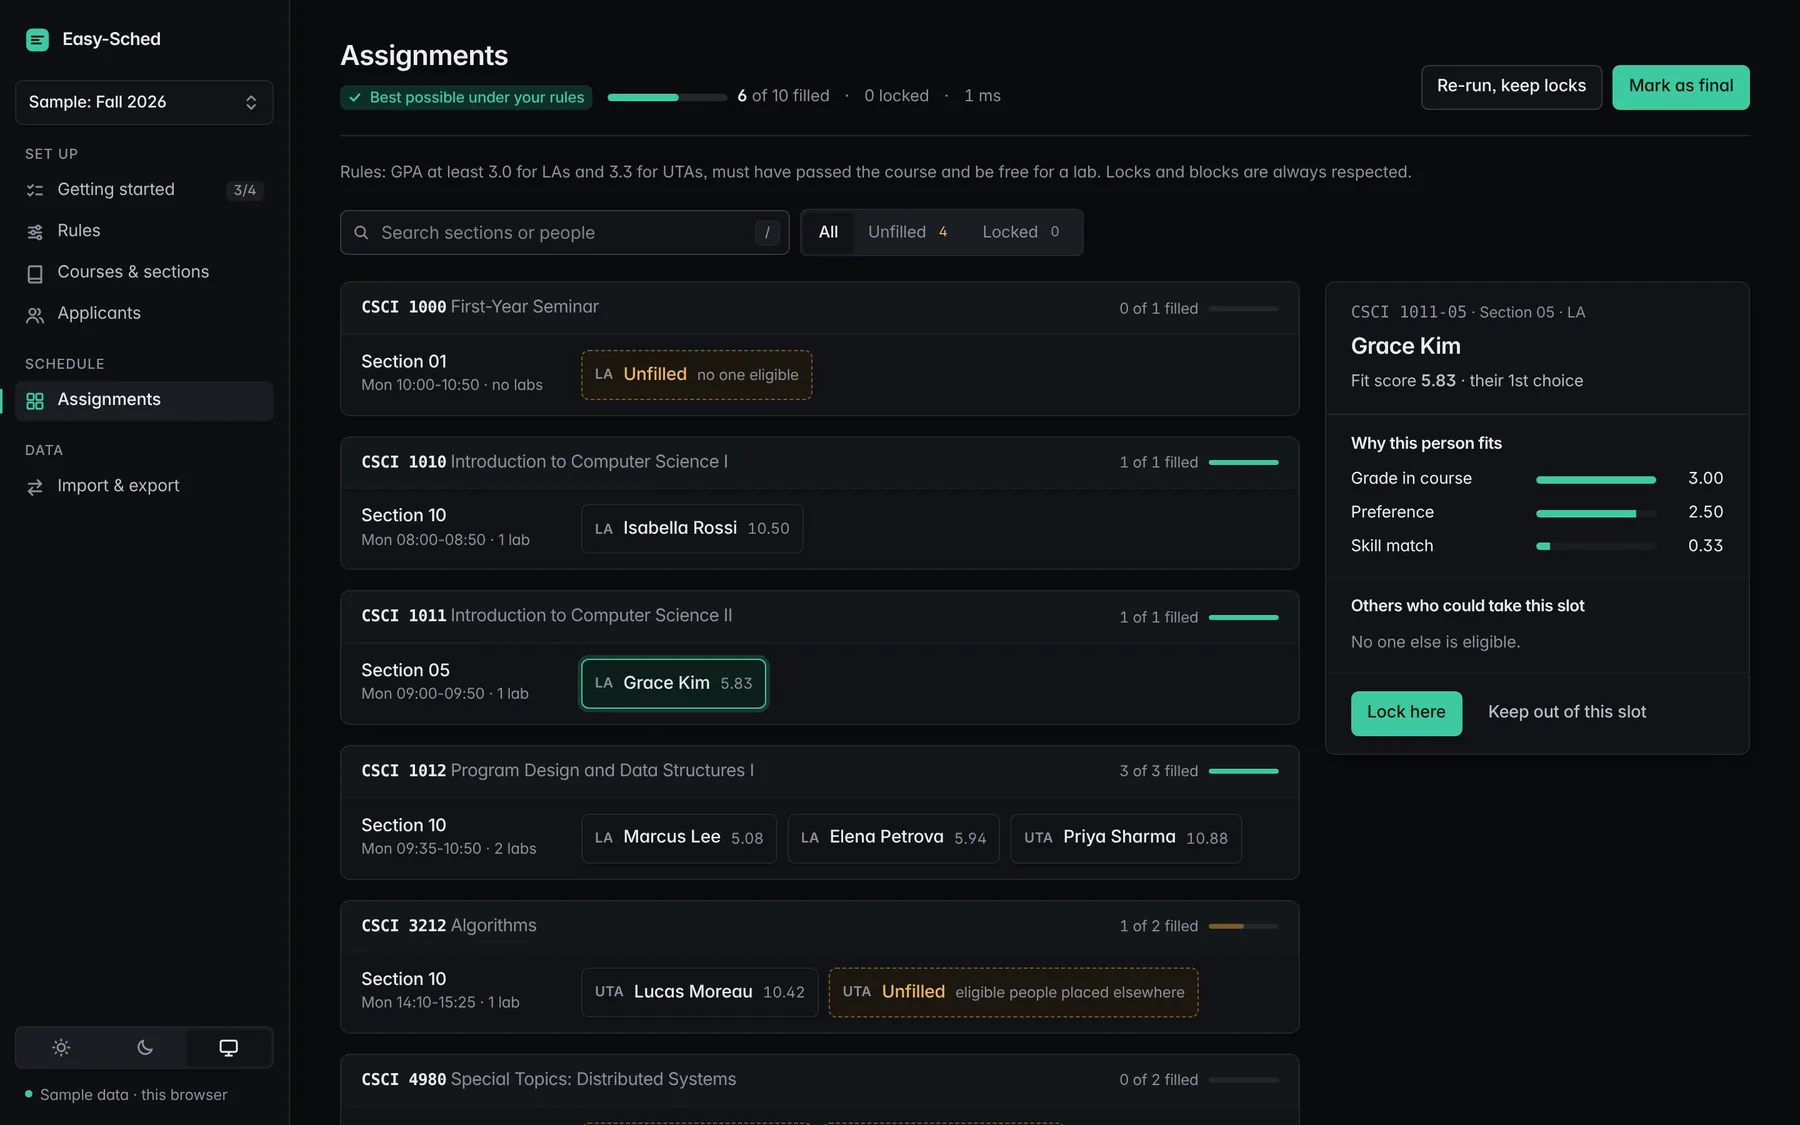 Easy-Sched
Sample: Fall 2026
SET UP
Getting started 3/4
Rules
Courses & sections
Applicants
SCHEDULE
Assignments
DATA
Import & export
Sample data · this browser
Assignments
Best possible under your rules 6 of 10 filled · 0 locked · 1 ms
Re-run, keep locks
Mark as final
Rules: GPA at least 3.0 for LAs and 3.3 for UTAs, must have passed the course and be free for a lab. Locks and blocks are always respected.
Search sections or people /
All Unfilled 4 Locked 0
CSCI 1000 First-Year Seminar 0 of 1 filled
Section 01
Mon 10:00-10:50 · no labs
LA Unfilled no one eligible
CSCI 1010 Introduction to Computer Science I 1 of 1 filled
Section 10
Mon 08:00-08:50 · 1 lab
LA Isabella Rossi 10.50
CSCI 1011 Introduction to Computer Science II 1 of 1 filled
Section 05
Mon 09:00-09:50 · 1 lab
LA Grace Kim 5.83
CSCI 1012 Program Design and Data Structures I 3 of 3 filled
Section 10
Mon 09:35-10:50 · 2 labs
LA Marcus Lee 5.08
LA Elena Petrova 5.94
UTA Priya Sharma 10.88
CSCI 3212 Algorithms 1 of 2 filled
Section 10
Mon 14:10-15:25 · 1 lab
UTA Lucas Moreau 10.42
UTA Unfilled eligible people placed elsewhere
CSCI 4980 Special Topics: Distributed Systems 0 of 2 filled
CSCI 1011-05 · Section 05 · LA
Grace Kim
Fit score 5.83 · their 1st choice
Why this person fits
Grade in course 3.00
Preference 2.50
Skill match 0.33
Others who could take this slot
No one else is eligible.
Lock here
Keep out of this slot